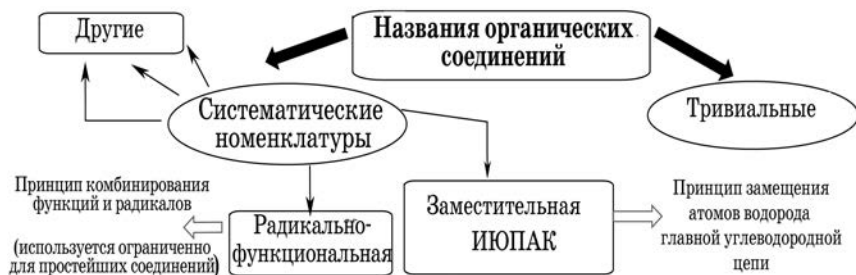 Другие
Названия органических
соединений
Систематические
номенклатуры
Тривиальные
Принцип комбинирования
функций и радикалов
(используется ограниченно
для простейших соединений)
Радикально-
функциональная
Заместительная
ИЮПАК
Принцип замещения
атомов водорода
главной углеводородной
цепи